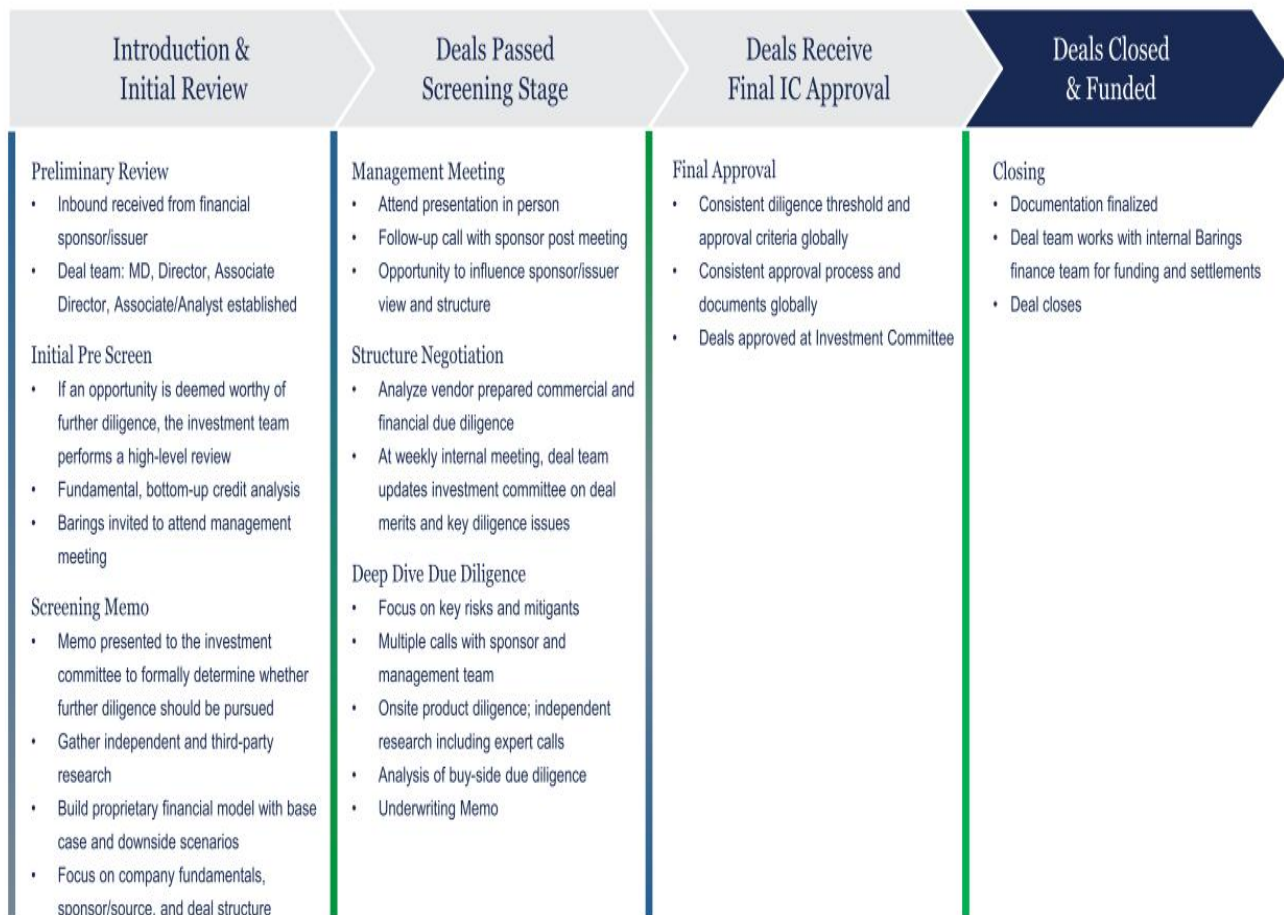 Introduction &
Initial Review
Deals Passed
Screening Stage
Deals Receive
Final IC Approval
Deals Closed
& Funded
Preliminary Review
• Inbound received from financial
sponsor/issuer
• Deal team: MD, Director, Associate
Director, Associate/Analyst established
Initial Pre Screen
• If an opportunity is deemed worthy of
further diligence, the investment team
performs a high-level review
• Fundamental, bottom-up credit analysis
• Barings invited to attend management
meeting
Screening Memo
• Memo presented to the investment
committee to formally determine whether
further diligence should be pursued
• Gather independent and third-party
research
• Build proprietary financial model with base
case and downside scenarios
• Focus on company fundamentals,
sponsor/source, and deal structure
Management Meeting
• Attend presentation in person
• Follow-up call with sponsor post meeting
• Opportunity to influence sponsor/issuer
view and structure
Structure Negotiation
• Analyze vendor prepared commercial and
financial due diligence
• At weekly internal meeting, deal team
updates investment committee on deal
merits and key diligence issues
Deep Dive Due Diligence
• Focus on key risks and mitigants
• Multiple calls with sponsor and
management team
• Onsite product diligence; independent
research including expert calls
• Analysis of buy-side due diligence
• Underwriting Memo
Final Approval
• Consistent diligence threshold and
approval criteria globally
• Consistent approval process and
documents globally
• Deals approved at Investment Committee
Closing
• Documentation finalized
• Deal team works with internal Barings
finance team for funding and settlements
• Deal closes